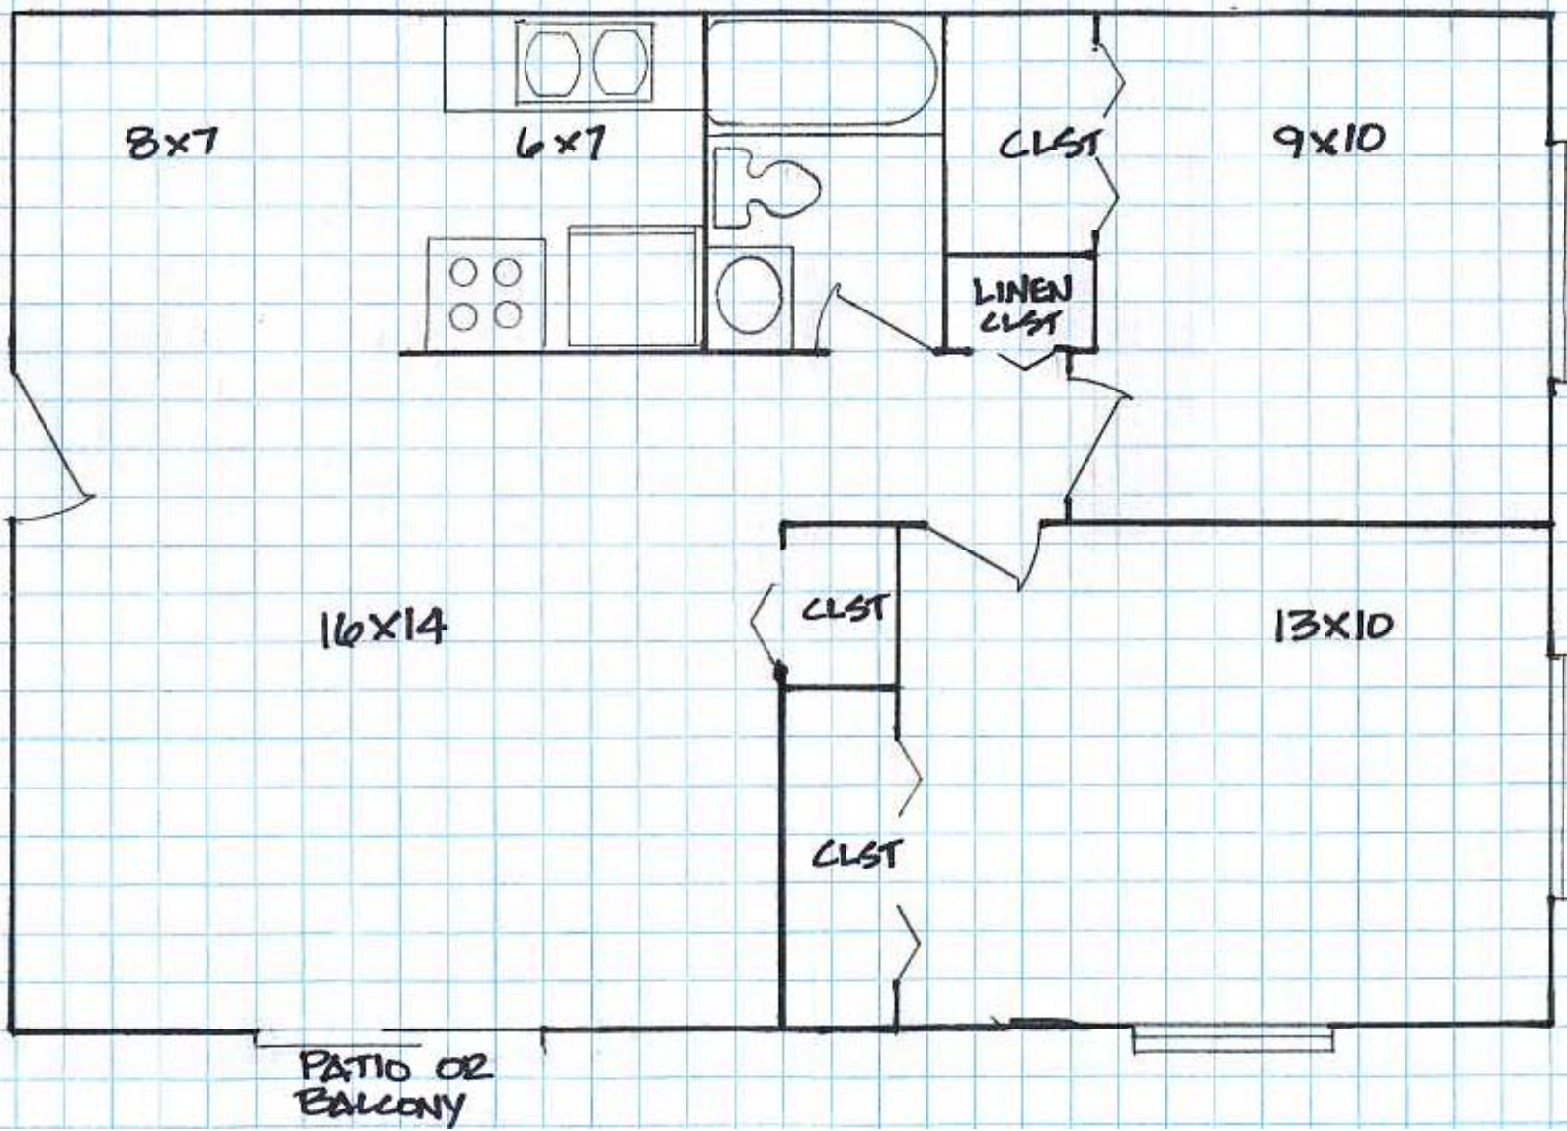 8x7
6x7
CLST
9x10
LINEN
CLST
16x14
CLST
13x10
CLST
PATIO OR
BALCONY